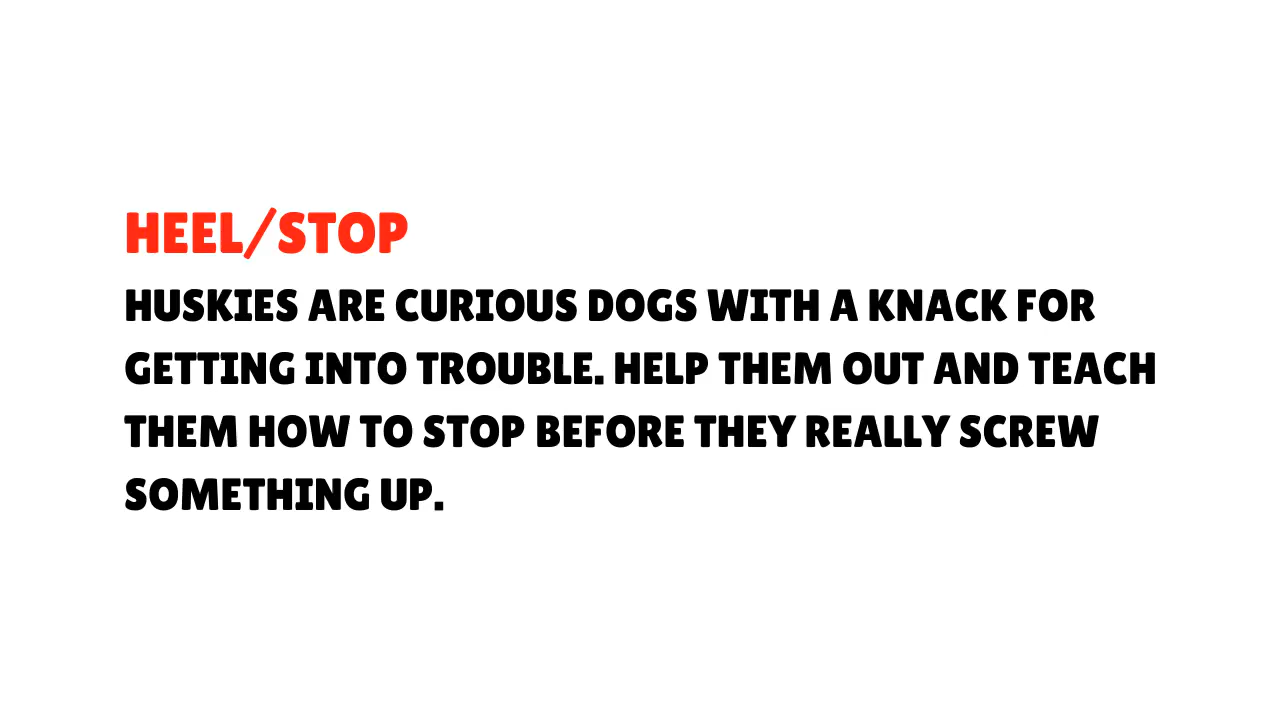 HEEL/STOP
HUSKIES ARE CURIOUS DOGS WITH A KNACK FOR
GETTING INTO TROUBLE. HELP THEM OUT AND TEACH
THEM HOW TO STOP BEFORE THEY REALLY SCREW
SOMETHING UP.